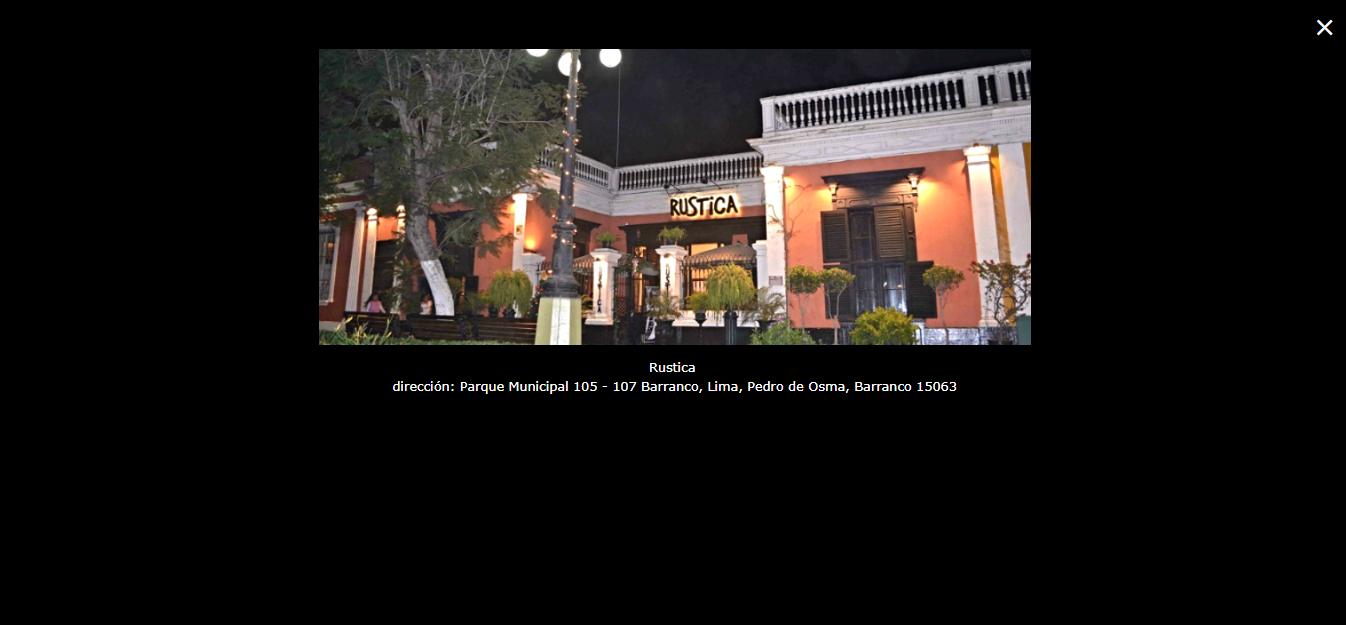 RUSTiCA
Rustica
dirección: Parque Municipal 105 - 107 Barranco, Lima, Pedro de Osma, Barranco 15063